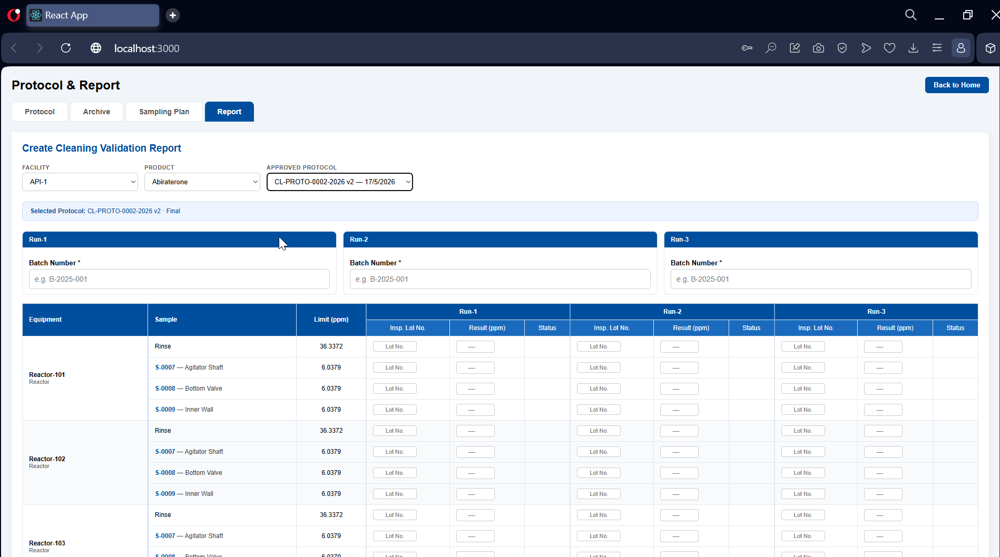 React App
localhost:3000
Protocol & Report
Back to Home
Protocol
Archive
Sampling Plan
Report
Create Cleaning Validation Report
FACILITY
PRODUCT
APPROVED PROTOCOL
API-1
Abiraterone
CL-PROTO-0002-2026 v2 — 17/5/2026
Selected Protocol: CL-PROTO-0002-2026 v2 · Final
Run-1
Run-2
Run-3
Batch Number *
Batch Number *
Batch Number *
e.g. B-2025-001
e.g. B-2025-001
e.g. B-2025-001
Equipment Sample Limit (ppm) Run-1 Run-2 Run-3
Insp. Lot No. Result (ppm) Status Insp. Lot No. Result (ppm) Status Insp. Lot No. Result (ppm) Status
Reactor-101
Reactor
Rinse 36.3372 Lot No. — Lot No. — Lot No. —
S-0007 — Agitator Shaft 6.0379 Lot No. — Lot No. — Lot No. —
S-0008 — Bottom Valve 6.0379 Lot No. — Lot No. — Lot No. —
S-0009 — Inner Wall 6.0379 Lot No. — Lot No. — Lot No. —
Reactor-102
Reactor
Rinse 36.3372 Lot No. — Lot No. — Lot No. —
S-0007 — Agitator Shaft 6.0379 Lot No. — Lot No. — Lot No. —
S-0008 — Bottom Valve 6.0379 Lot No. — Lot No. — Lot No. —
S-0009 — Inner Wall 6.0379 Lot No. — Lot No. — Lot No. —
Reactor-103
Reactor
Rinse 36.3372 Lot No. — Lot No. — Lot No. —
S-0007 — Agitator Shaft 6.0379 Lot No. — Lot No. — Lot No. —
S-0008 — Bottom Valve 6.0379 Lot No. — Lot No. — Lot No. —